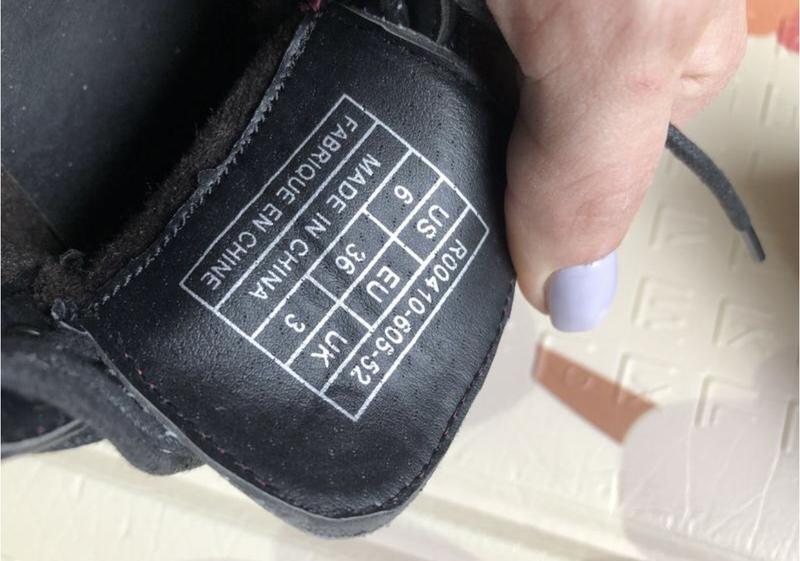 R00410-605-52
US EU UK
6 36 3
MADE IN CHINA
FABRIQUE EN CHINE